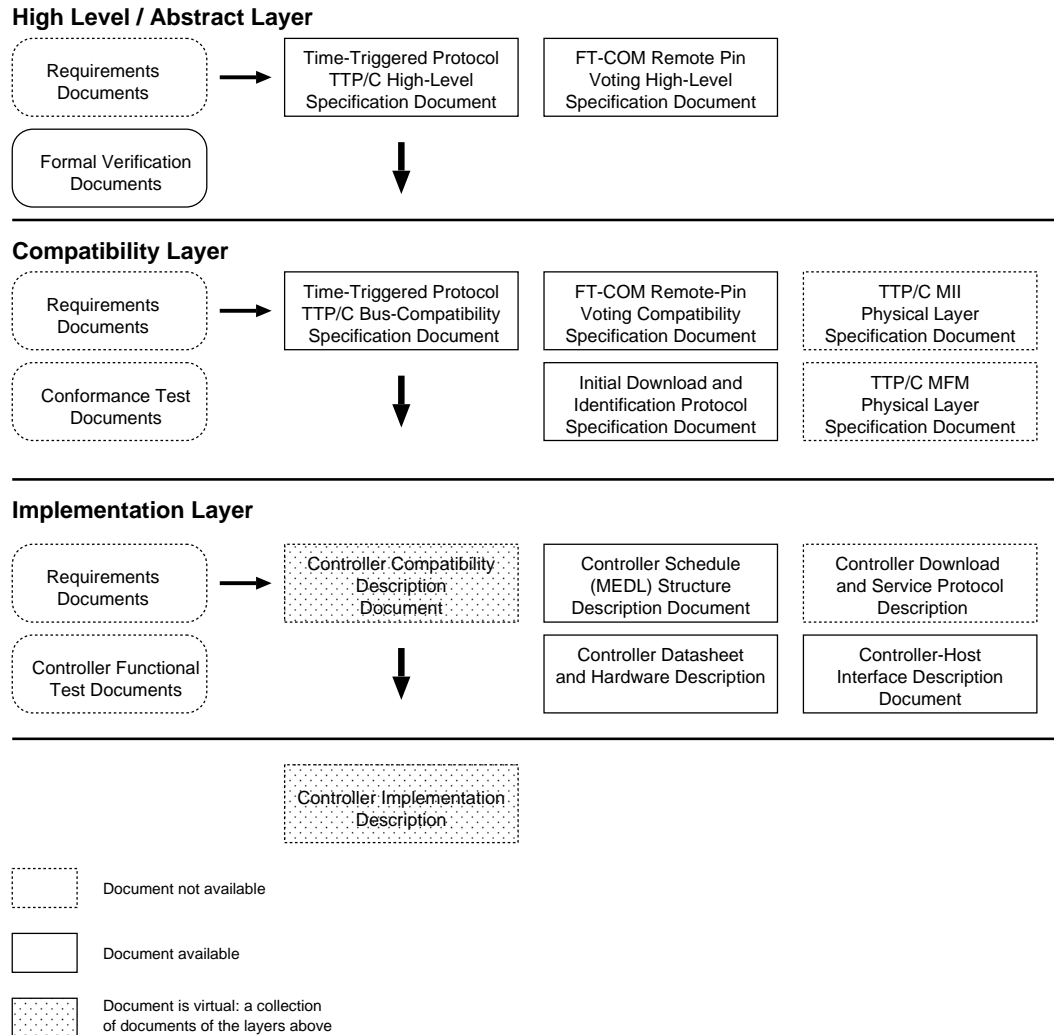 High Level / Abstract Layer
Requirements
Documents
Time-Triggered Protocol
TTP/C High-Level
Specification Document
FT-COM Remote Pin
Voting High-Level
Specification Document
Formal Verification
Documents
Compatibility Layer
Requirements
Documents
Time-Triggered Protocol
TTP/C Bus-Compatibility
Specification Document
FT-COM Remote-Pin
Voting Compatibility
Specification Document
TTP/C MII
Physical Layer
Specification Document
Conformance Test
Documents
Initial Download and
Identification Protocol
Specification Document
TTP/C MFM
Physical Layer
Specification Document
Implementation Layer
Requirements
Documents
Controller Compatibility
Description
Document
Controller Schedule
(MEDL) Structure
Description Document
Controller Download
and Service Protocol
Description
Controller Functional
Test Documents
Controller Datasheet
and Hardware Description
Controller-Host
Interface Description
Document
Controller Implementation
Description
Document not available
Document available
Document is virtual: a collection
of documents of the layers above